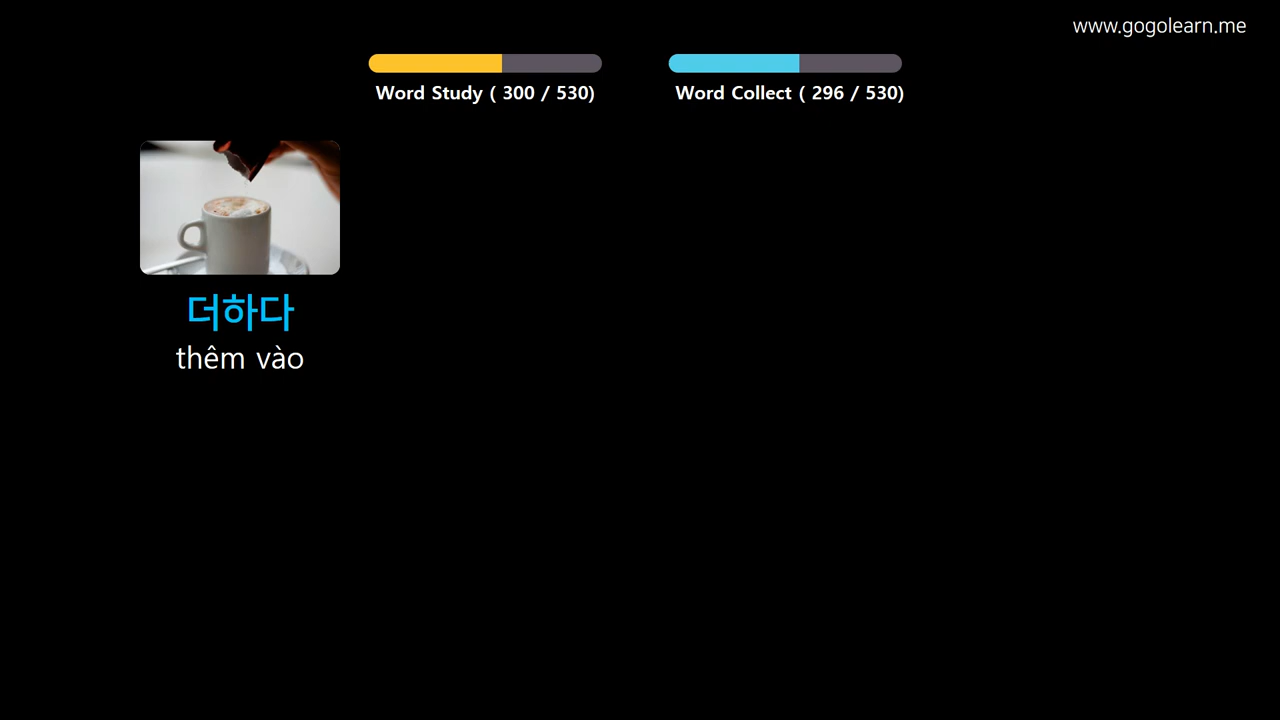 www.gogolearn.me
Word Study ( 300 / 530)
Word Collect ( 296 / 530)
더하다
thêm vào